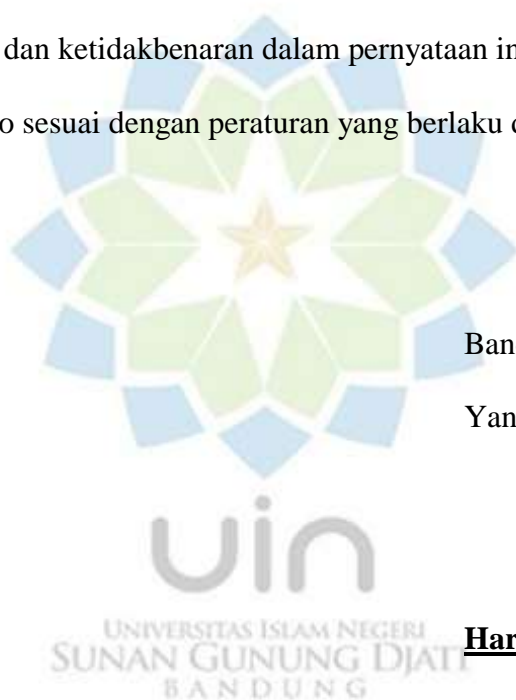 dan ketidakbenaran dalam pernyataan in
o sesuai dengan peraturan yang berlaku
Ban
Yan
uin
UNIVERSITAS ISLAM NEGERI
SUNAN GUNUNG DJATI
BANDUNG
Har